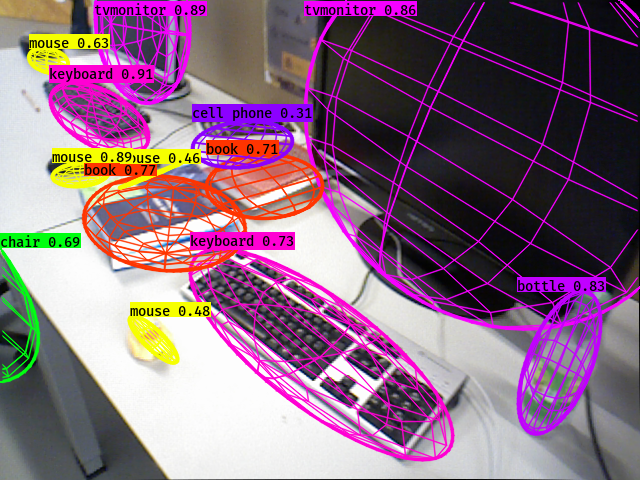 tvmonitor 0.89
tvmonitor 0.86
mouse 0.63
keyboard 0.91
cell phone 0.31
book 0.71
mouse 0.89
ouse 0.46
book 0.77
chair 0.69
keyboard 0.73
bottle 0.83
mouse 0.48